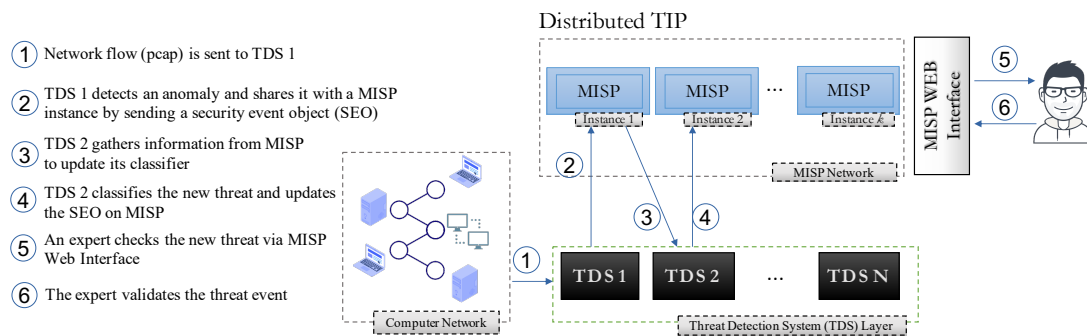 Distributed TIP
1 Network flow (pcap) is sent to TDS 1
2 TDS 1 detects an anomaly and shares it with a MISP
instance by sending a security event object (SEO)
3 TDS 2 gathers information from MISP
to update its classifier
4 TDS 2 classifies the new threat and updates
the SEO on MISP
5 An expert checks the new threat via MISP
Web Interface
6 The expert validates the threat event
MISP MISP ... MISP
Instance 1 Instance 2 Instance k
MISP Network
MISP WEB
Interface
5
6
2
3
4
1
Computer Network
TDS 1 TDS 2 ... TDS N
Threat Detection System (TDS) Layer